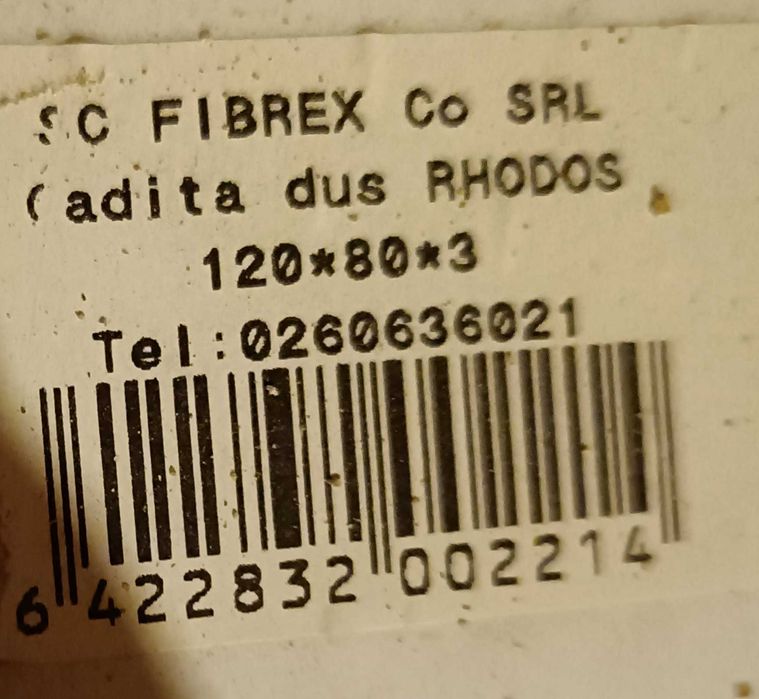 SC FIBREX Co SRL
Cadita dus RHODOS
120*80*3
Tel:0260636021
6 422832 002214